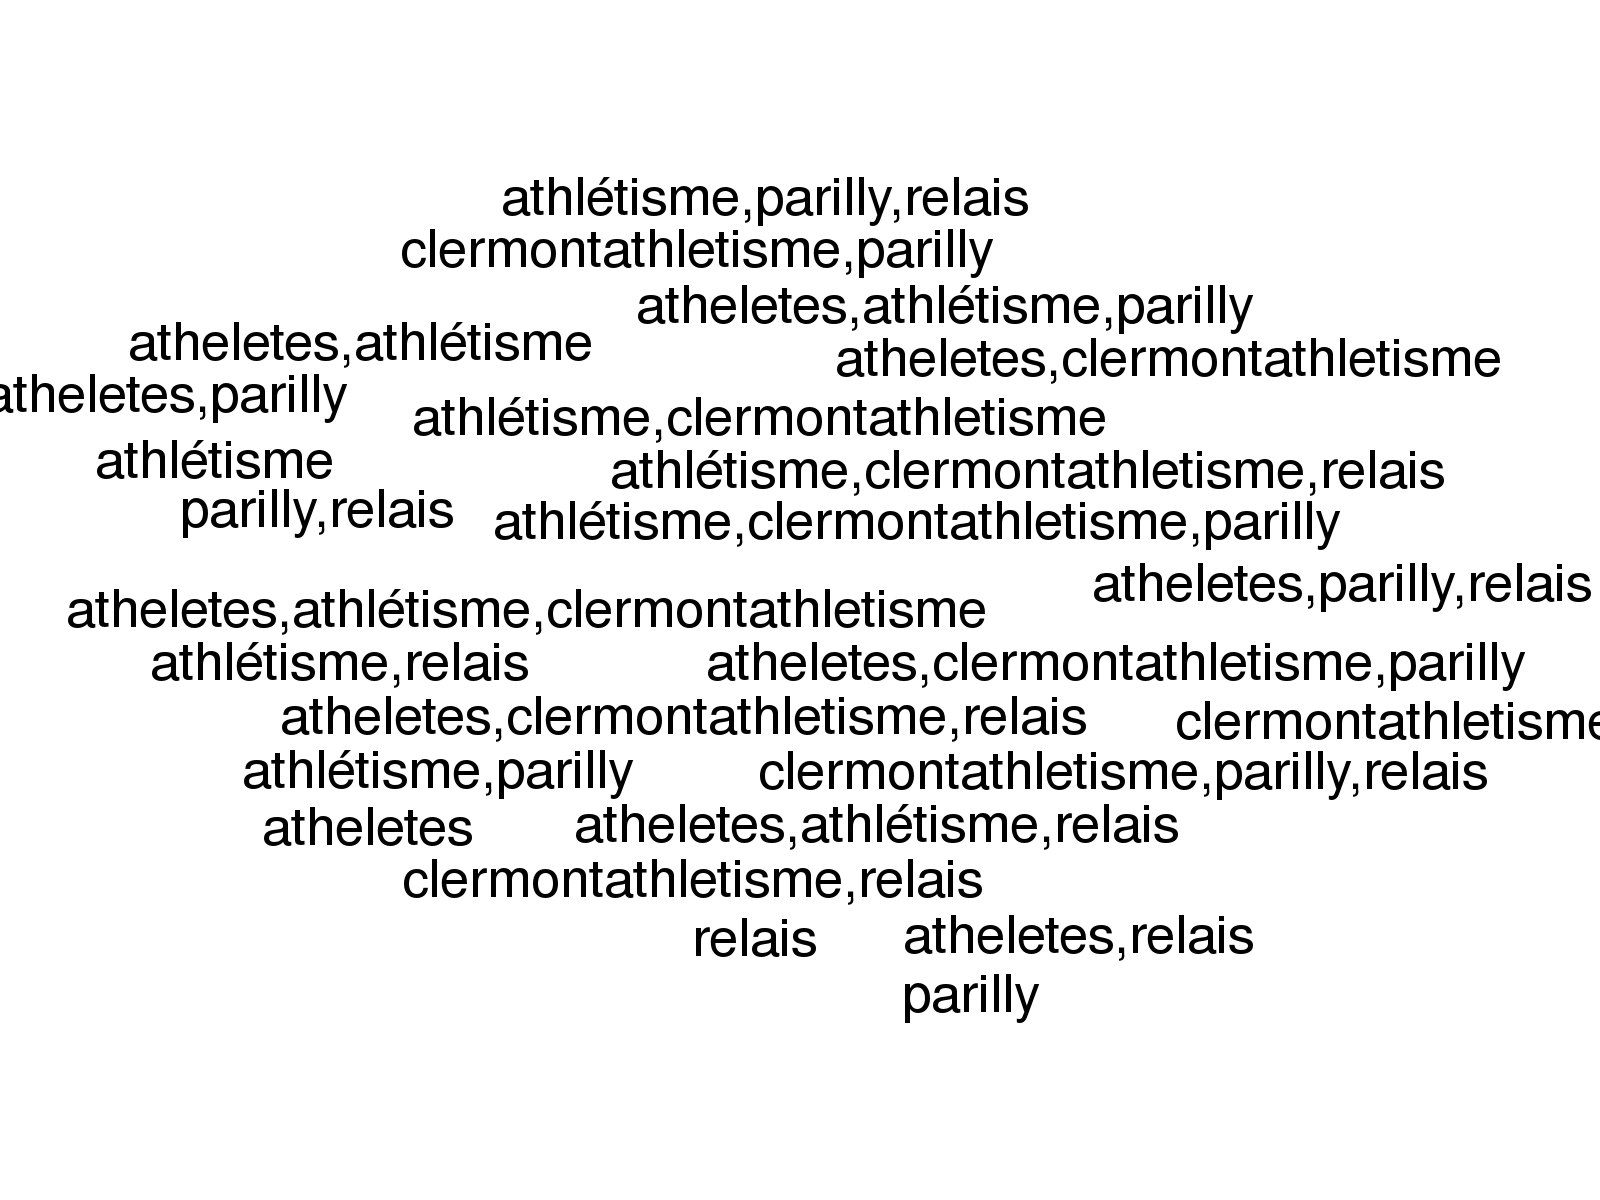 athlétisme,parilly,relais
clermontathletisme,parilly
atheletes,athlétisme,parilly
atheletes,athlétisme
atheletes,clermontathletisme
atheletes,parilly
athlétisme,clermontathletisme
athlétisme
athlétisme,clermontathletisme,relais
parilly,relais
athlétisme,clermontathletisme,parilly
atheletes,parilly,relais
atheletes,athlétisme,clermontathletisme
athlétisme,relais
atheletes,clermontathletisme,parilly
atheletes,clermontathletisme,relais
clermontathletisme
athlétisme,parilly
clermontathletisme,parilly,relais
atheletes
atheletes,athlétisme,relais
clermontathletisme,relais
relais
atheletes,relais
parilly